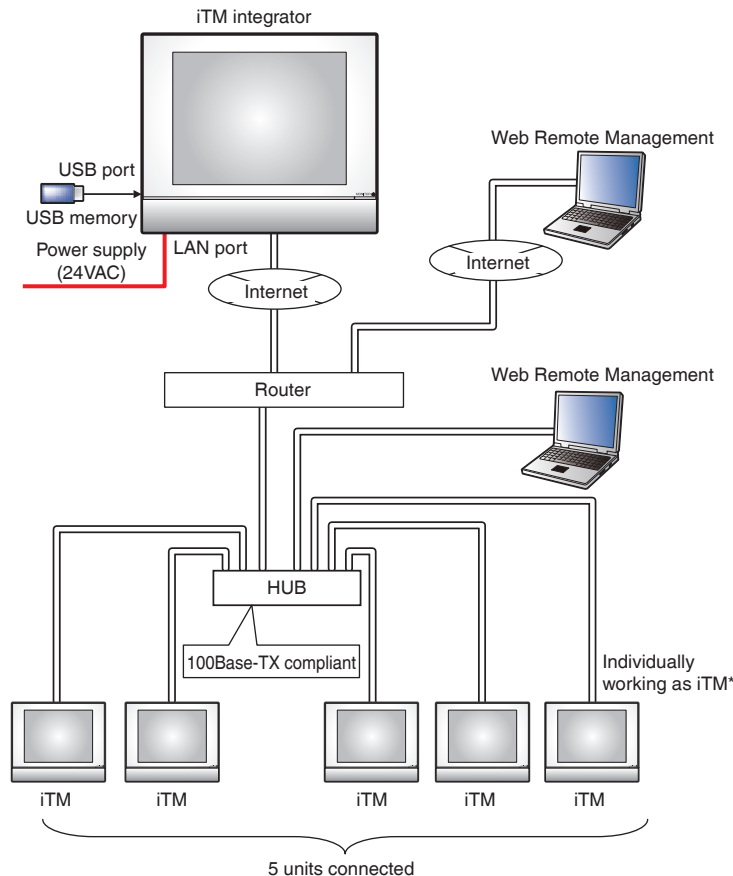 iTM integrator
Web Remote Management
USB port
USB memory
Power supply
(24VAC)
LAN port
Internet
Internet
Router
Web Remote Management
HUB
100Base-TX compliant
Individually
working as iTM*
iTM
iTM
iTM
iTM
iTM
5 units connected